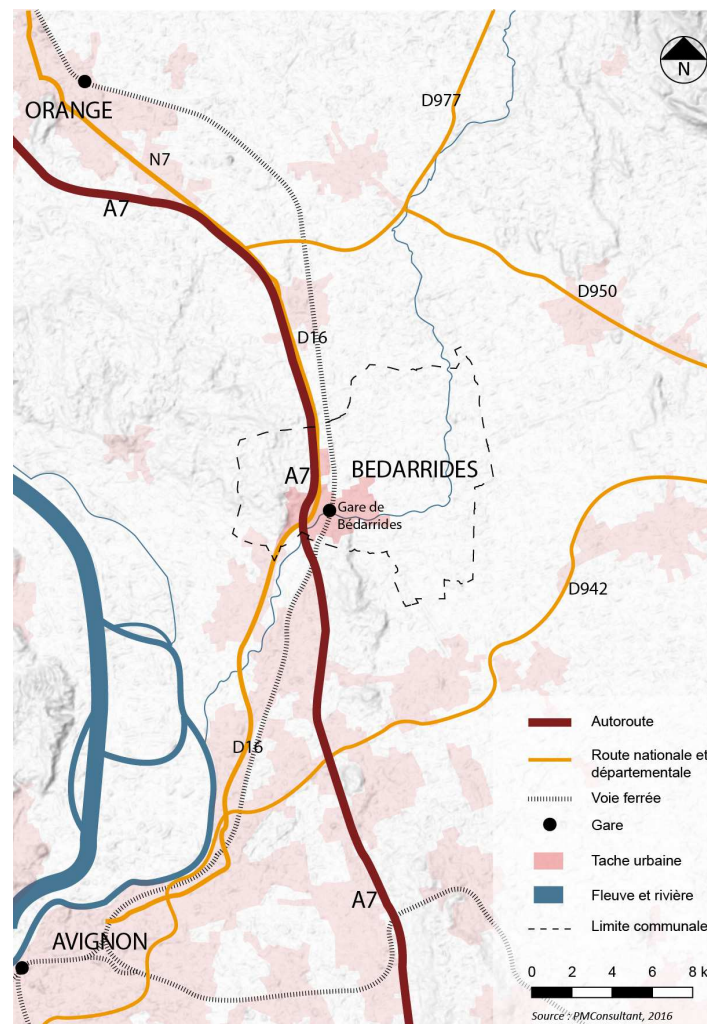 N
ORANGE
D977
N7
A7
A7
D950
D16
BEDARRIDES
A7
Gare de
Bédarrides
D942
D16
Autoroute
Route nationale et
départementale
Voie ferrée
Gare
Tache urbaine
Fleuve et rivière
Limite communale
A7
AVIGNON
0 2 4 6 8 k
Source : PMConsultant, 2016